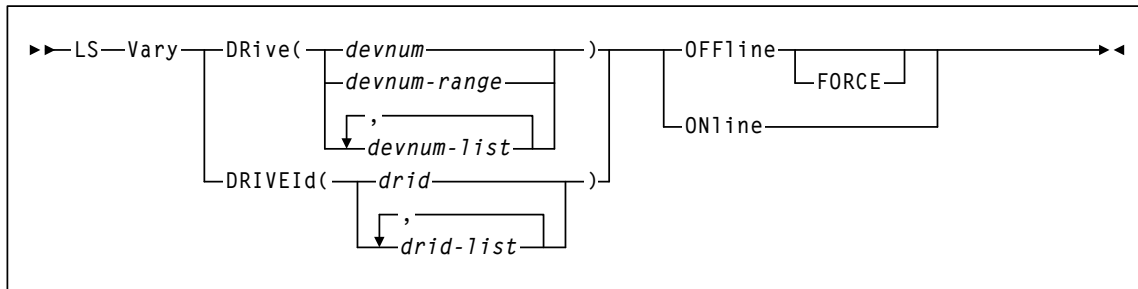 LS Vary DRive( devnum ) OFFline
devnum-range FORCE
, ONline
devnum-list
DRIVEId( drid )
,
drid-list